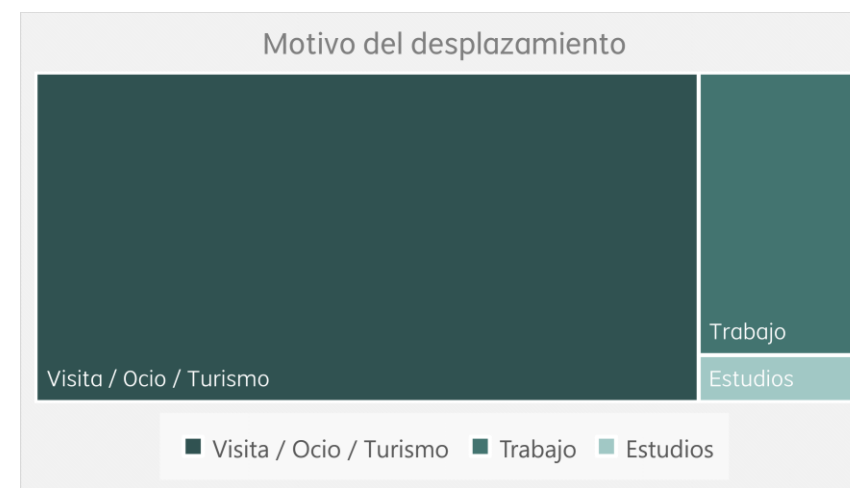 Motivo del desplazamiento
Trabajo
Visita / Ocio / Turismo
Estudios
Visita / Ocio / Turismo Trabajo Estudios